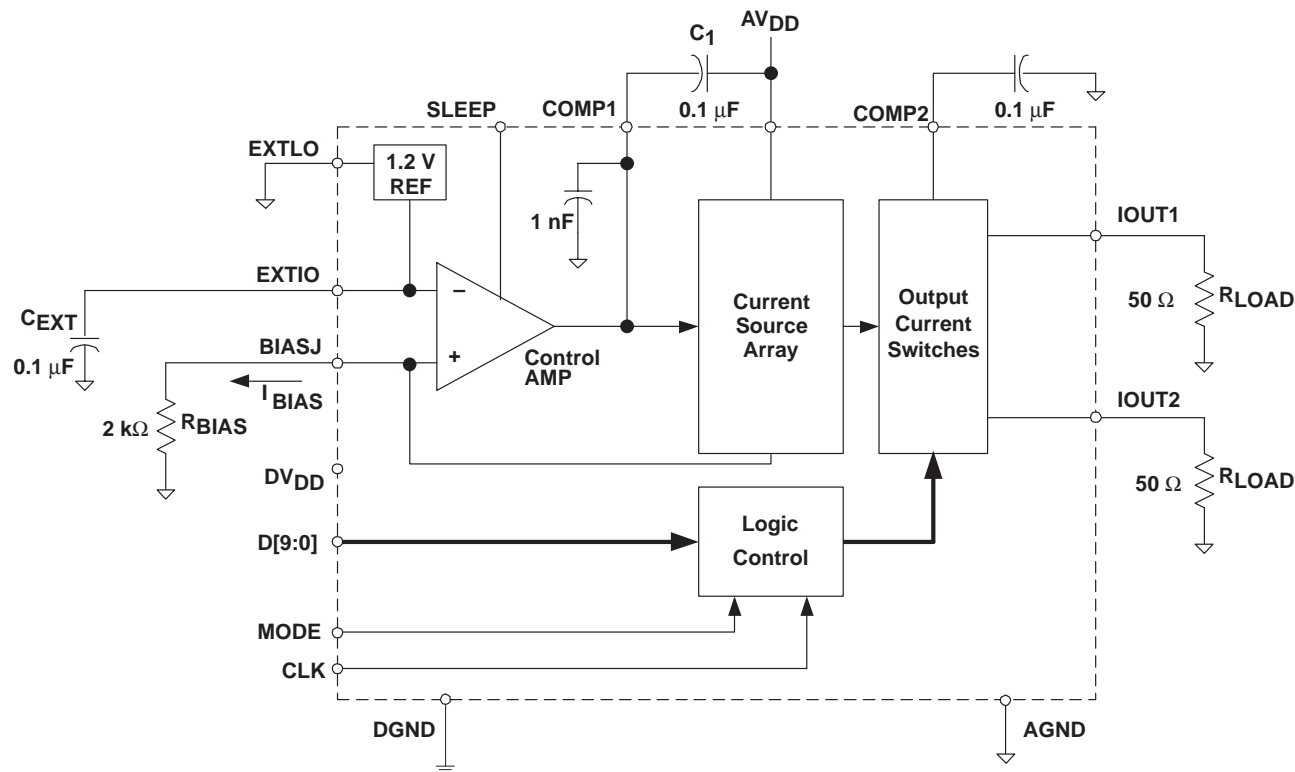 AVDD
C1
0.1 µF
0.1 µF
SLEEP
COMP1
COMP2
EXTLO
1.2 V
REF
1 nF
IOUT1
EXTIO
–
+
Control
AMP
Current
Source
Array
Output
Current
Switches
50 Ω
RLOAD
CEXT
0.1 µF
BIASJ
IBIAS
2 kΩ
RBIAS
IOUT2
DVDD
50 Ω
RLOAD
D[9:0]
Logic
Control
MODE
CLK
DGND
AGND